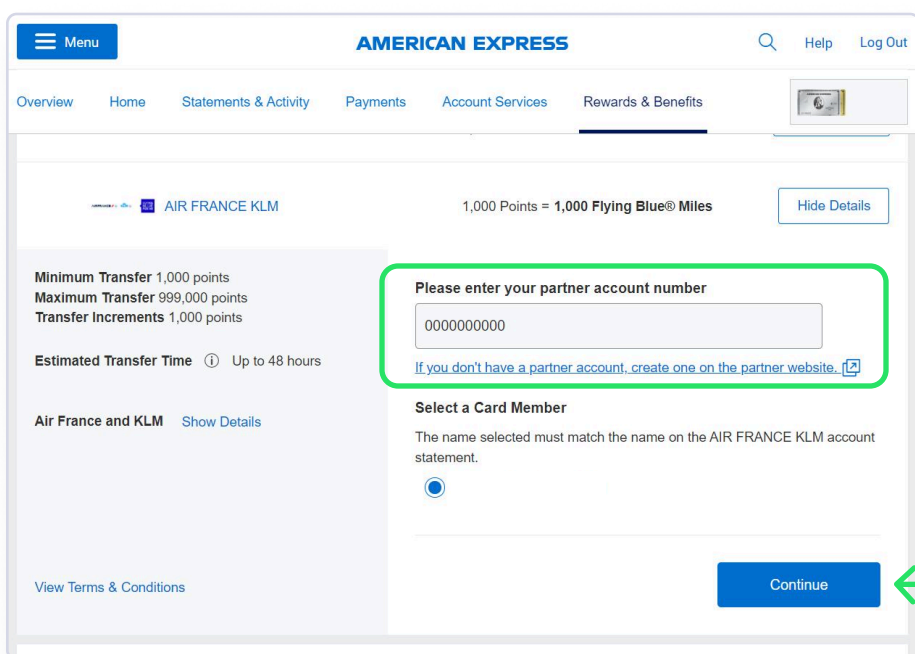 Menu
AMERICAN EXPRESS
Help
Log Out
Overview
Home
Statements & Activity
Payments
Account Services
Rewards & Benefits
AIR FRANCE KLM
1,000 Points = 1,000 Flying Blue® Miles
Hide Details
Minimum Transfer 1,000 points
Maximum Transfer 999,000 points
Transfer Increments 1,000 points
Estimated Transfer Time Up to 48 hours
Air France and KLM Show Details
View Terms & Conditions
Please enter your partner account number
0000000000
If you don't have a partner account, create one on the partner website.
Select a Card Member
The name selected must match the name on the AIR FRANCE KLM account
statement.
Continue